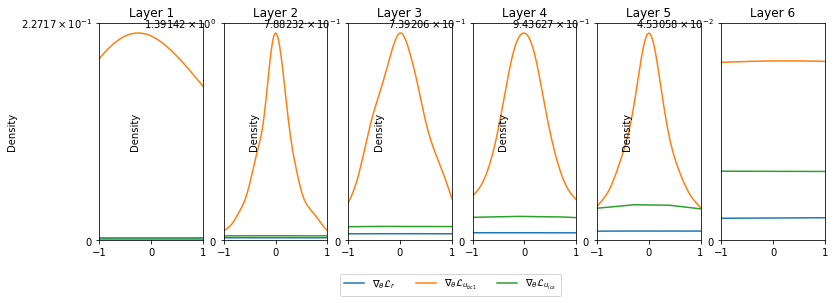 Layer 1 Layer 2 Layer 3 Layer 4 Layer 5 Layer 6
2.2717 × 10⁻¹ 1.39142 × 10⁰ 7.88232 × 10⁻¹ 7.39206 × 10⁻¹ 9.43627 × 10⁻¹ 4.53058 × 10⁻²
Density Density Density Density Density Density
0 0 0 0 0 0
−1 0 1 −1 0 1 −1 0 1 −1 0 1 −1 0 1 −1 0 1
∇θℒr ∇θℒu_bc1 ∇θℒu_ics